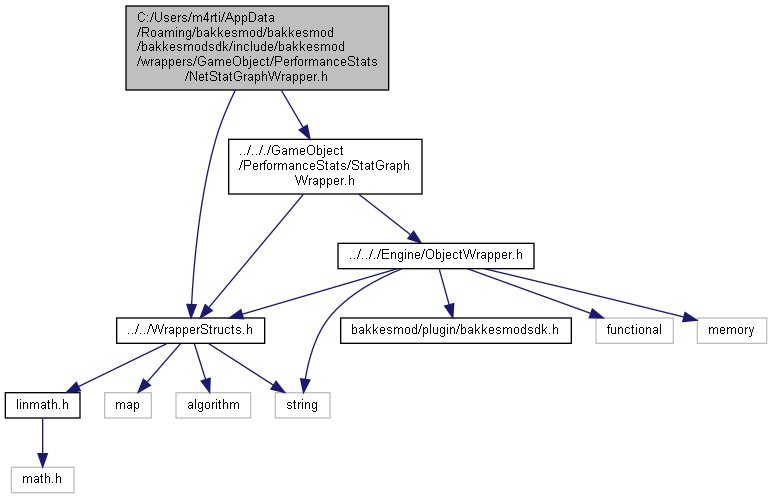 C:/Users/m4rti/AppData
/Roaming/bakkesmod/bakkesmod
/bakkesmodsdk/include/bakkesmod
/wrappers/GameObject/PerformanceStats
/NetStatGraphWrapper.h
../../../GameObject
/PerformanceStats/StatGraph
Wrapper.h
../../../Engine/ObjectWrapper.h
../../WrapperStructs.h
bakkesmod/plugin/bakkesmodsdk.h
functional
memory
linmath.h
map
algorithm
string
math.h